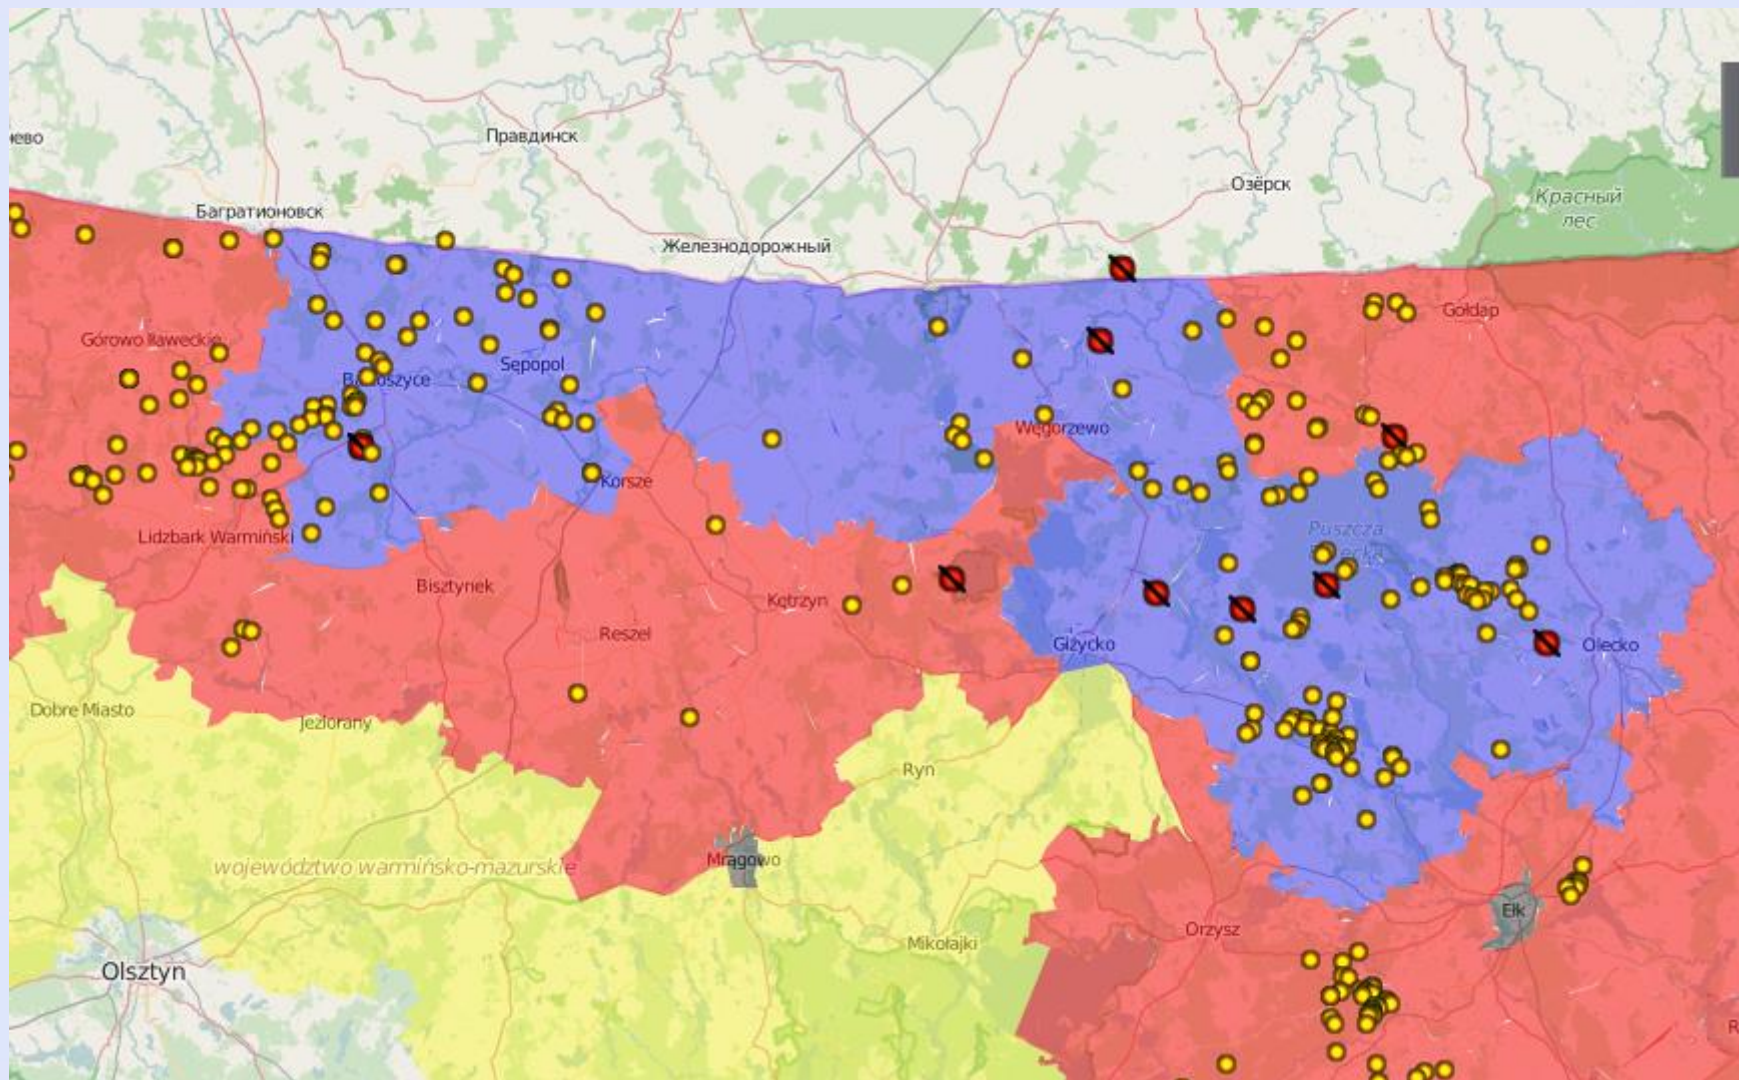 Правдинск
Озёрск
Красный
лес
Багратионовск
Железнодорожный
Gołdap
Górowo Iławeckie
Sępopol
Węgorzewo
Korsze
Lidzbark Warmiński
Puszcza
Bisztynek
Kętrzyn
Reszel
Giżycko
Olecko
Dobre Miasto
Jeziorany
Ryn
Mrągowo
województwo warmińsko-mazurskie
Ełk
Orzysz
Mikołajki
Olsztyn